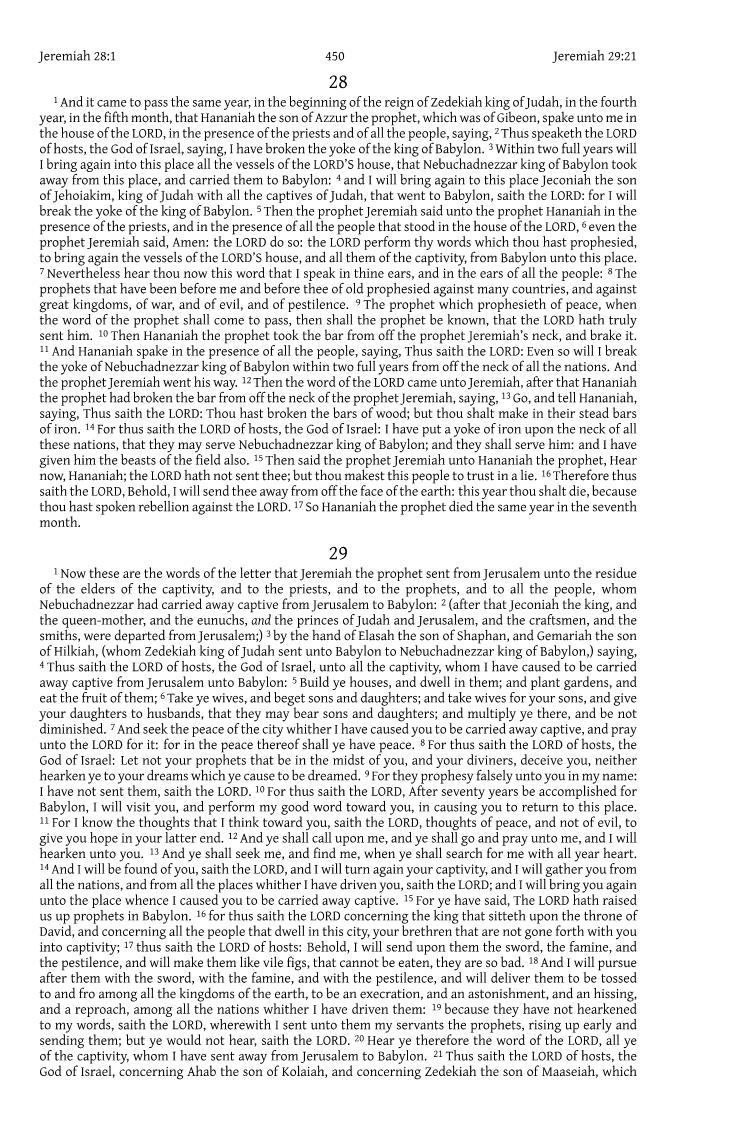 Jeremiah 28:1 450 Jeremiah 29:21
28
1 And it came to pass the same year, in the beginning of the reign of Zedekiah king of Judah, in the fourth
year, in the fifth month, that Hananiah the son of Azzur the prophet, which was of Gibeon, spake unto me in
the house of the LORD, in the presence of the priests and of all the people, saying, 2 Thus speaketh the LORD
of hosts, the God of Israel, saying, I have broken the yoke of the king of Babylon. 3 Within two full years will
I bring again into this place all the vessels of the LORD'S house, that Nebuchadnezzar king of Babylon took
away from this place, and carried them to Babylon: 4 and I will bring again to this place Jeconiah the son
of Jehoiakim, king of Judah with all the captives of Judah, that went to Babylon, saith the LORD: for I will
break the yoke of the king of Babylon. 5 Then the prophet Jeremiah said unto the prophet Hananiah in the
presence of the priests, and in the presence of all the people that stood in the house of the LORD, 6 even the
prophet Jeremiah said, Amen: the LORD do so: the LORD perform thy words which thou hast prophesied,
to bring again the vessels of the LORD'S house, and all them of the captivity, from Babylon unto this place.
7 Nevertheless hear thou now this word that I speak in thine ears, and in the ears of all the people: 8 The
prophets that have been before me and before thee of old prophesied against many countries, and against
great kingdoms, of war, and of evil, and of pestilence. 9 The prophet which prophesieth of peace, when
the word of the prophet shall come to pass, then shall the prophet be known, that the LORD hath truly
sent him. 10 Then Hananiah the prophet took the bar from off the prophet Jeremiah's neck, and brake it.
11 And Hananiah spake in the presence of all the people, saying, Thus saith the LORD: Even so will I break
the yoke of Nebuchadnezzar king of Babylon within two full years from off the neck of all the nations. And
the prophet Jeremiah went his way. 12 Then the word of the LORD came unto Jeremiah, after that Hananiah
the prophet had broken the bar from off the neck of the prophet Jeremiah, saying, 13 Go, and tell Hananiah,
saying, Thus saith the LORD: Thou hast broken the bars of wood; but thou shalt make in their stead bars
of iron. 14 For thus saith the LORD of hosts, the God of Israel: I have put a yoke of iron upon the neck of all
these nations, that they may serve Nebuchadnezzar king of Babylon; and they shall serve him: and I have
given him the beasts of the field also. 15 Then said the prophet Jeremiah unto Hananiah the prophet, Hear
now, Hananiah; the LORD hath not sent thee; but thou makest this people to trust in a lie. 16 Therefore thus
saith the LORD, Behold, I will send thee away from off the face of the earth: this year thou shalt die, because
thou hast spoken rebellion against the LORD. 17 So Hananiah the prophet died the same year in the seventh
month.
29
1 Now these are the words of the letter that Jeremiah the prophet sent from Jerusalem unto the residue
of the elders of the captivity, and to the priests, and to the prophets, and to all the people, whom
Nebuchadnezzar had carried away captive from Jerusalem to Babylon: 2 (after that Jeconiah the king, and
the queen-mother, and the eunuchs, and the princes of Judah and Jerusalem, and the craftsmen, and the
smiths, were departed from Jerusalem;) 3 by the hand of Elasah the son of Shaphan, and Gemariah the son
of Hilkiah, (whom Zedekiah king of Judah sent unto Babylon to Nebuchadnezzar king of Babylon,) saying,
4 Thus saith the LORD of hosts, the God of Israel, unto all the captivity, whom I have caused to be carried
away captive from Jerusalem unto Babylon: 5 Build ye houses, and dwell in them; and plant gardens, and
eat the fruit of them; 6 Take ye wives, and beget sons and daughters; and take wives for your sons, and give
your daughters to husbands, that they may bear sons and daughters; and multiply ye there, and be not
diminished. 7 And seek the peace of the city whither I have caused you to be carried away captive, and pray
unto the LORD for it: for in the peace thereof shall ye have peace. 8 For thus saith the LORD of hosts, the
God of Israel: Let not your prophets that be in the midst of you, and your diviners, deceive you, neither
hearken ye to your dreams which ye cause to be dreamed. 9 For they prophesy falsely unto you in my name:
I have not sent them, saith the LORD. 10 For thus saith the LORD, After seventy years be accomplished for
Babylon, I will visit you, and perform my good word toward you, in causing you to return to this place.
11 For I know the thoughts that I think toward you, saith the LORD, thoughts of peace, and not of evil, to
give you hope in your latter end. 12 And ye shall call upon me, and ye shall go and pray unto me, and I will
hearken unto you. 13 And ye shall seek me, and find me, when ye shall search for me with all year heart.
14 And I will be found of you, saith the LORD, and I will turn again your captivity, and I will gather you from
all the nations, and from all the places whither I have driven you, saith the LORD; and I will bring you again
unto the place whence I caused you to be carried away captive. 15 For ye have said, The LORD hath raised
us up prophets in Babylon. 16 for thus saith the LORD concerning the king that sitteth upon the throne of
David, and concerning all the people that dwell in this city, your brethren that are not gone forth with you
into captivity; 17 thus saith the LORD of hosts: Behold, I will send upon them the sword, the famine, and
the pestilence, and will make them like vile figs, that cannot be eaten, they are so bad. 18 And I will pursue
after them with the sword, with the famine, and with the pestilence, and will deliver them to be tossed
to and fro among all the kingdoms of the earth, to be an execration, and an astonishment, and an hissing,
and a reproach, among all the nations whither I have driven them: 19 because they have not hearkened
to my words, saith the LORD, wherewith I sent unto them my servants the prophets, rising up early and
sending them; but ye would not hear, saith the LORD. 20 Hear ye therefore the word of the LORD, all ye
of the captivity, whom I have sent away from Jerusalem to Babylon. 21 Thus saith the LORD of hosts, the
God of Israel, concerning Ahab the son of Kolaiah, and concerning Zedekiah the son of Maaseiah, which